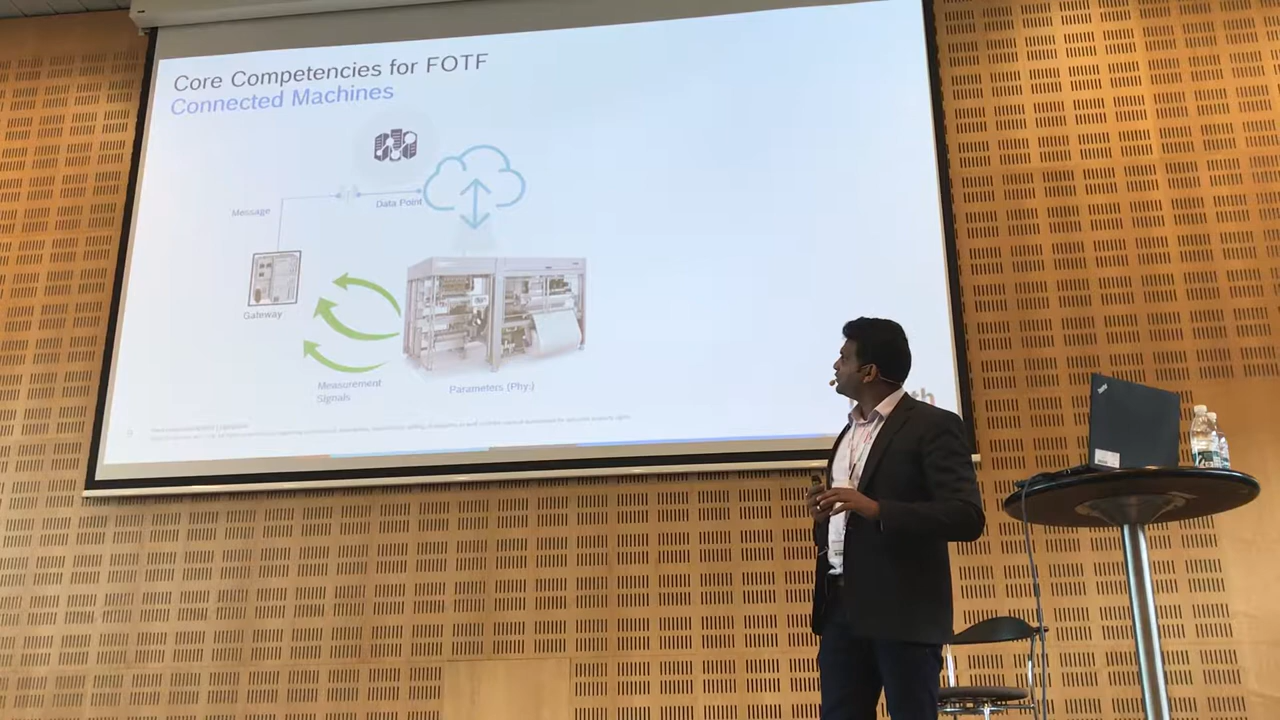 Core Competencies for FOTF
Connected Machines
Message
Data Point
Gateway
Measurement
Signals
Parameters (Phy.)